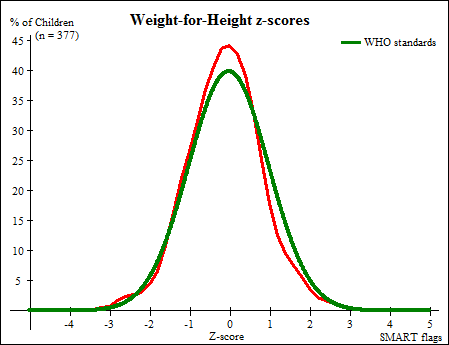 Weight-for-Height z-scores
% of Children
(n = 377)
WHO standards
45
40
35
30
25
20
15
10
5
-4 -3 -2 -1 0 1 2 3 4 5
Z-score
SMART flags